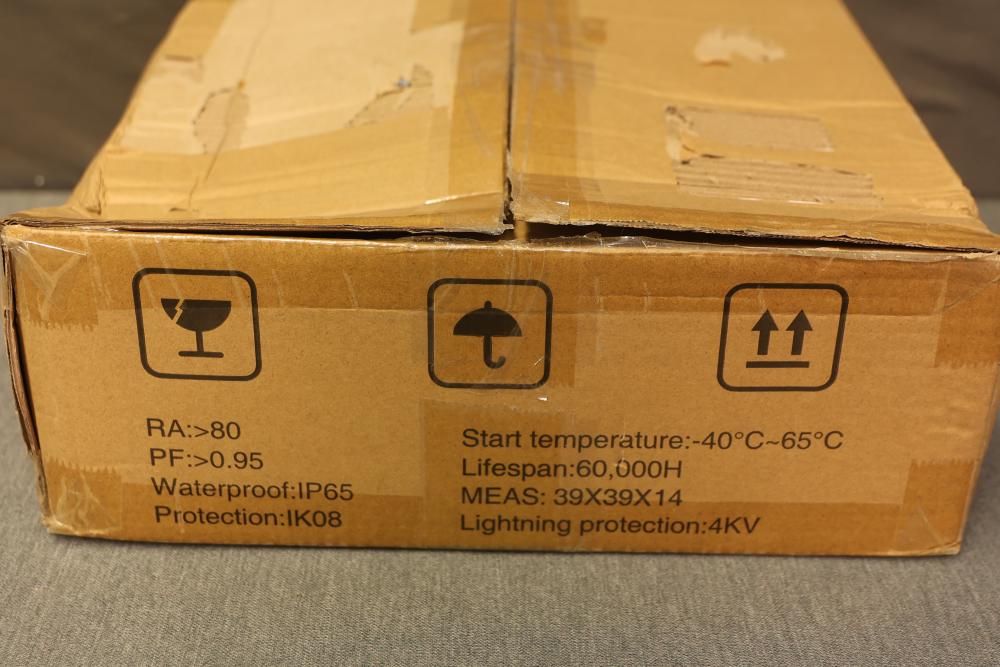 RA:>80
PF:>0.95
Waterproof:IP65
Protection:IK08
Start temperature:-40°C~65°C
Lifespan:60,000H
MEAS: 39X39X14
Lightning protection:4KV